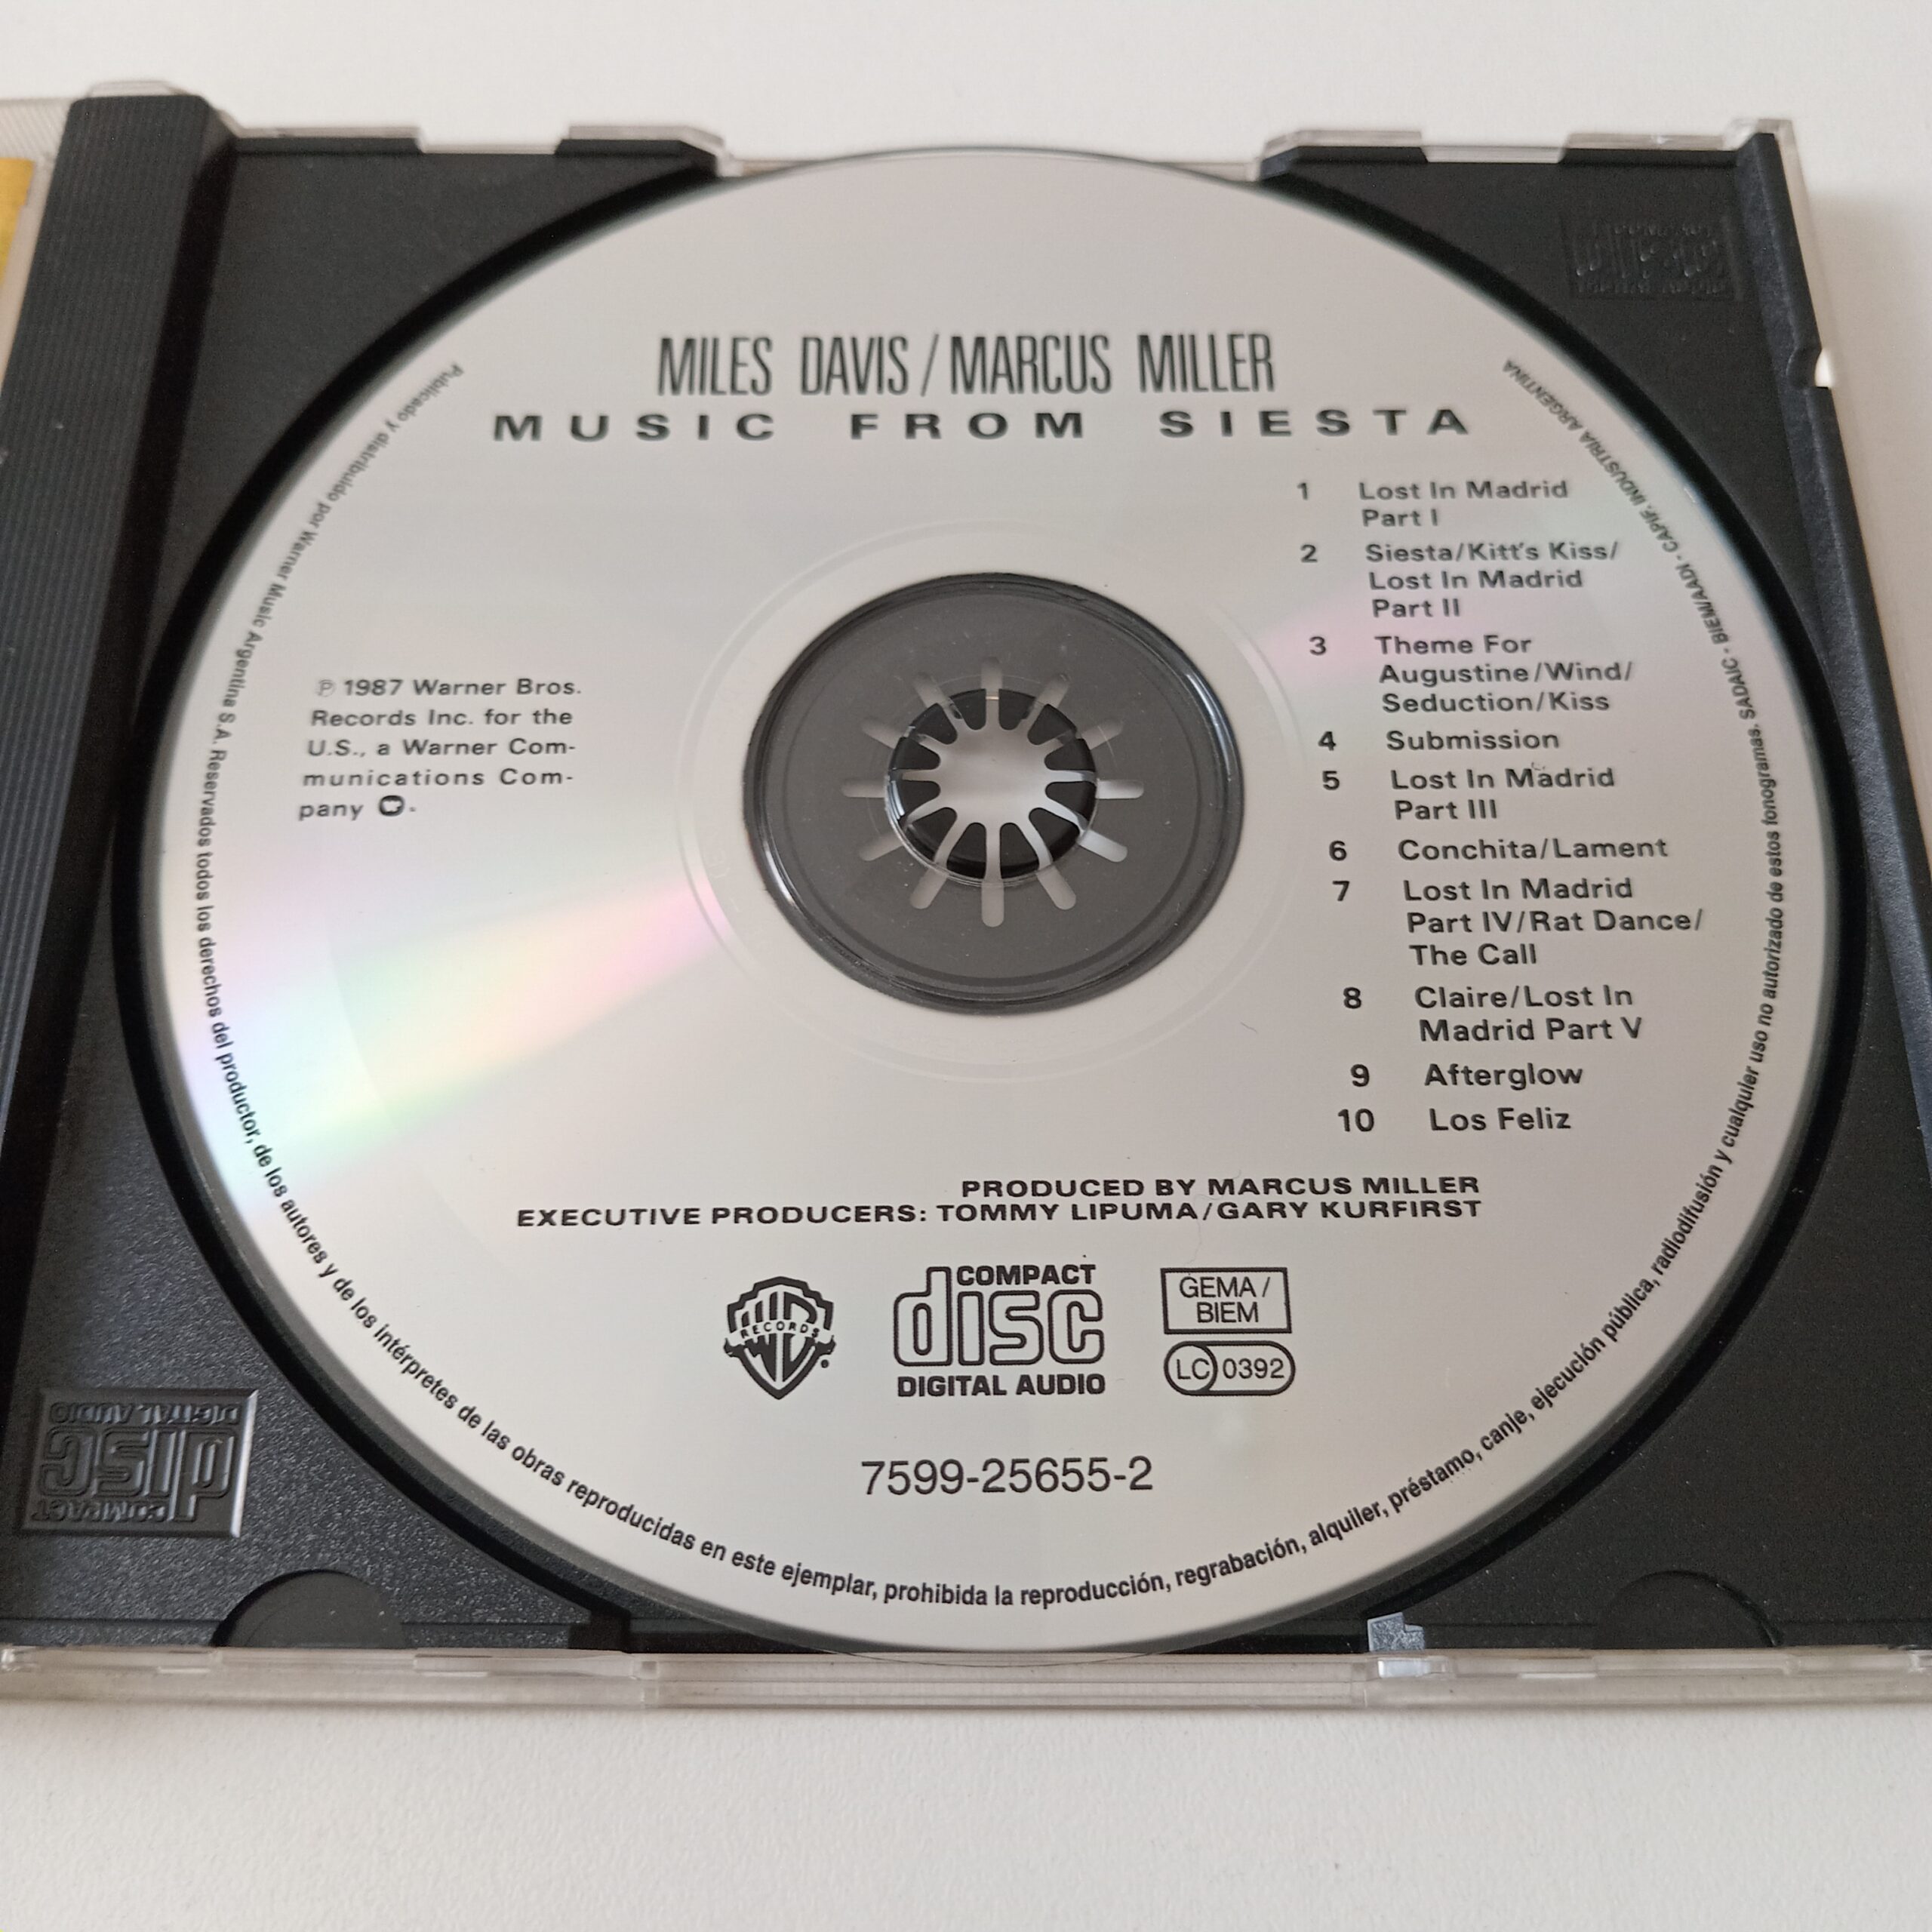 MILES DAVIS / MARCUS MILLER
MUSIC FROM SIESTA
1 Lost In Madrid
Part I
2 Siesta/Kitt's Kiss/
Lost In Madrid
Part II
3 Theme For
Augustine/Wind/
Seduction/Kiss
4 Submission
5 Lost In Madrid
Part III
6 Conchita/Lament
7 Lost In Madrid
Part IV/Rat Dance/
The Call
8 Claire/Lost In
Madrid Part V
9 Afterglow
10 Los Feliz
℗ 1987 Warner Bros.
Records Inc. for the
U.S., a Warner Com-
munications Com-
pany
PRODUCED BY MARCUS MILLER
EXECUTIVE PRODUCERS: TOMMY LIPUMA/GARY KURFIRST
RECORDS
COMPACT
disc
DIGITAL AUDIO
GEMA /
BIEM
LC 0392
7599-25655-2
Publicado y distribuido por Warner Music Argentina S.A. Reservados todos los derechos del productor, de los autores y de los intérpretes de las obras reproducidas en este ejemplar, prohibida la reproducción, regrabación, alquiler, préstamo, canje, ejecución pública, radiodifusión y cualquier uso no autorizado de estos fonogramas. SADAIC - BIEM/AADI - CAPIF. INDUSTRIA ARGENTINA
COMPACT
disc
DIGITAL AUDIO